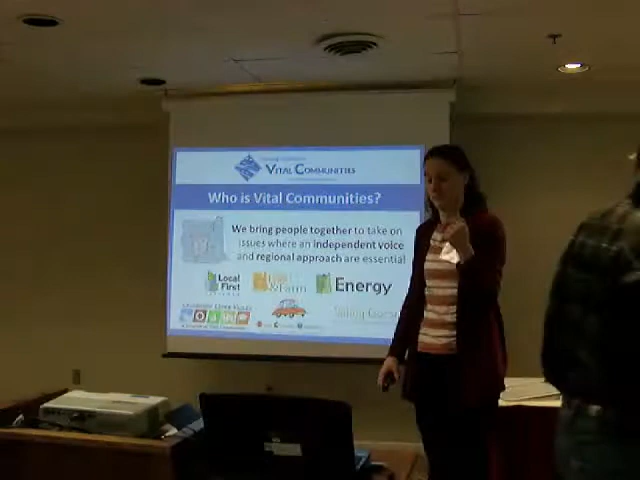 VITAL COMMUNITIES
Who is Vital Communities?
We bring people together to take on
issues where an independent voice
and regional approach are essential
Local
First
& Farm
Energy